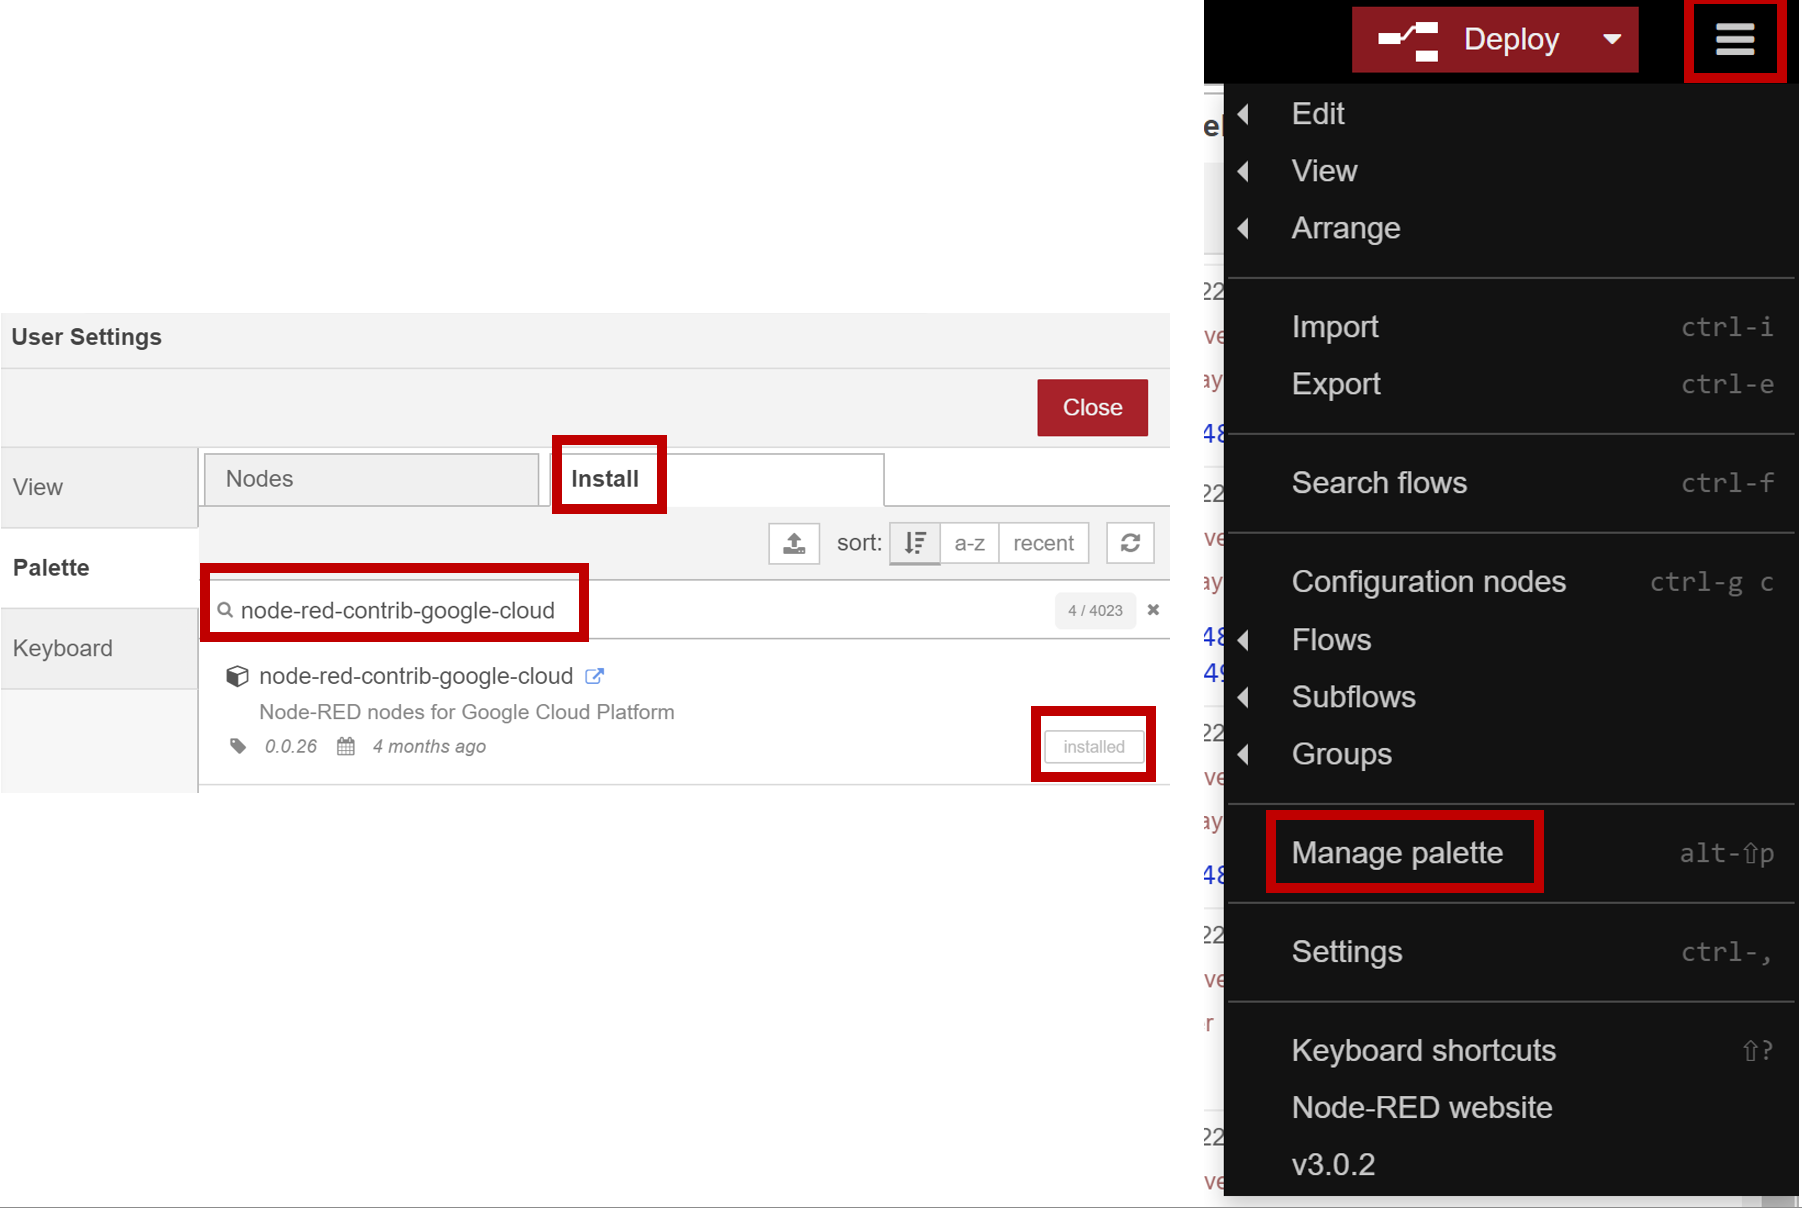 User Settings
Close
View
Palette
Keyboard
Nodes
Install
sort:
a-z
recent
node-red-contrib-google-cloud
4 / 4023
node-red-contrib-google-cloud
Node-RED nodes for Google Cloud Platform
0.0.26 4 months ago
installed
Deploy
Edit
View
Arrange
Import ctrl-i
Export ctrl-e
Search flows ctrl-f
Configuration nodes ctrl-g c
Flows
Subflows
Groups
Manage palette alt-⇧p
Settings ctrl-,
Keyboard shortcuts ⇧?
Node-RED website
v3.0.2